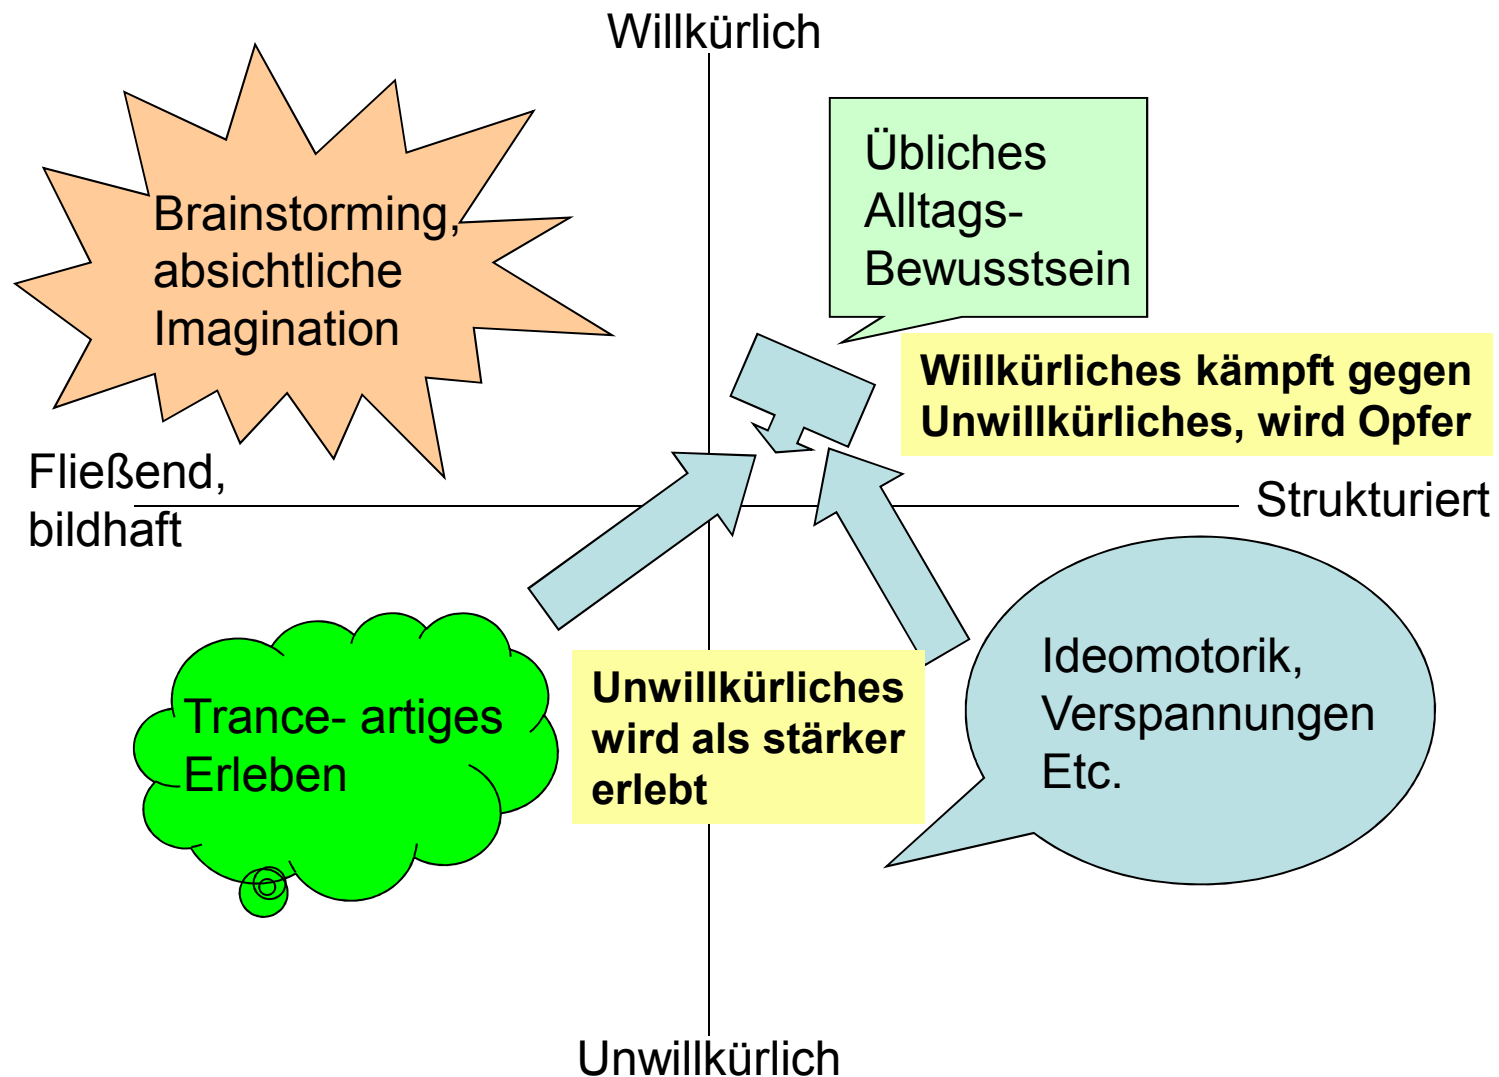 Willkürlich
Brainstorming,
absichtliche
Imagination
Übliches
Alltags-
Bewusstsein
Willkürliches kämpft gegen
Unwillkürliches, wird Opfer
Fließend,
bildhaft
Strukturiert
Trance- artiges
Erleben
Unwillkürliches
wird als stärker
erlebt
Ideomotorik,
Verspannungen
Etc.
Unwillkürlich